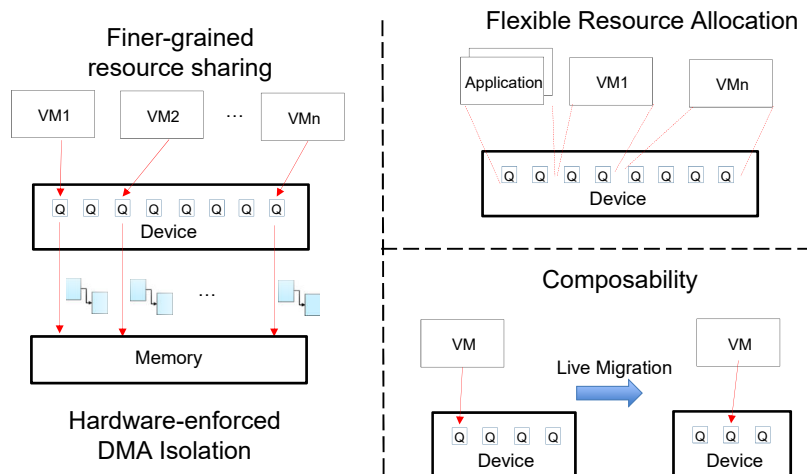 Finer-grained
resource sharing
VM1
VM2
...
VMn
Q Q Q Q Q Q Q Q
Device
...
Memory
Hardware-enforced
DMA Isolation
Flexible Resource Allocation
Application
VM1
VMn
Q Q Q Q Q Q Q Q
Device
Composability
VM
Live Migration
VM
Q Q Q Q
Device
Q Q Q
Device